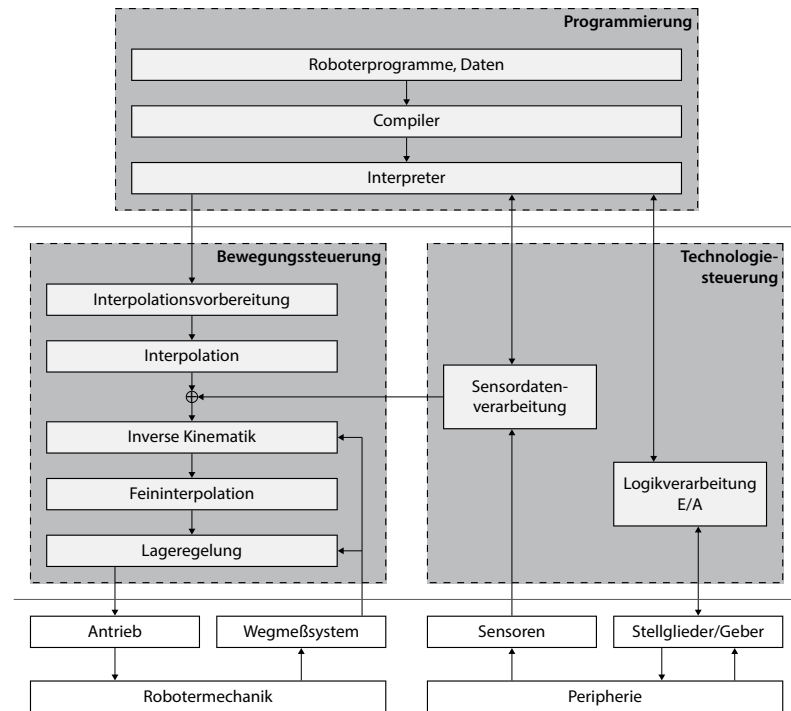 Programmierung
Roboterprogramme, Daten
Compiler
Interpreter
Bewegungssteuerung
Interpolationsvorbereitung
Interpolation
Inverse Kinematik
Feininterpolation
Lageregelung
Technologie-
steuerung
Sensordaten-
verarbeitung
Logikverarbeitung
E/A
Antrieb
Wegmeßsystem
Sensoren
Stellglieder/Geber
Robotermechanik
Peripherie